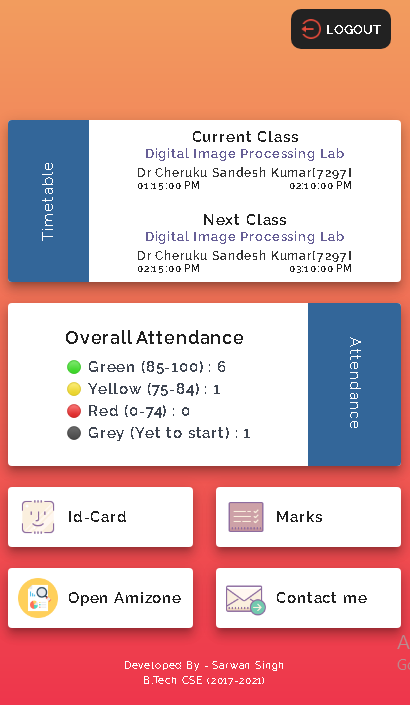 LOGOUT
Timetable
Current Class
Digital Image Processing Lab
Dr Cheruku Sandesh Kumar[7297]
01:15:00 PM 02:10:00 PM
Next Class
Digital Image Processing Lab
Dr Cheruku Sandesh Kumar[7297]
02:15:00 PM 03:10:00 PM
Overall Attendance
Green (85-100) : 6
Yellow (75-84) : 1
Red (0-74) : 0
Grey (Yet to start) : 1
Attendance
Id-Card
Marks
Open Amizone
Contact me
Developed By - Sarwan Singh
B.Tech CSE (2017-2021)